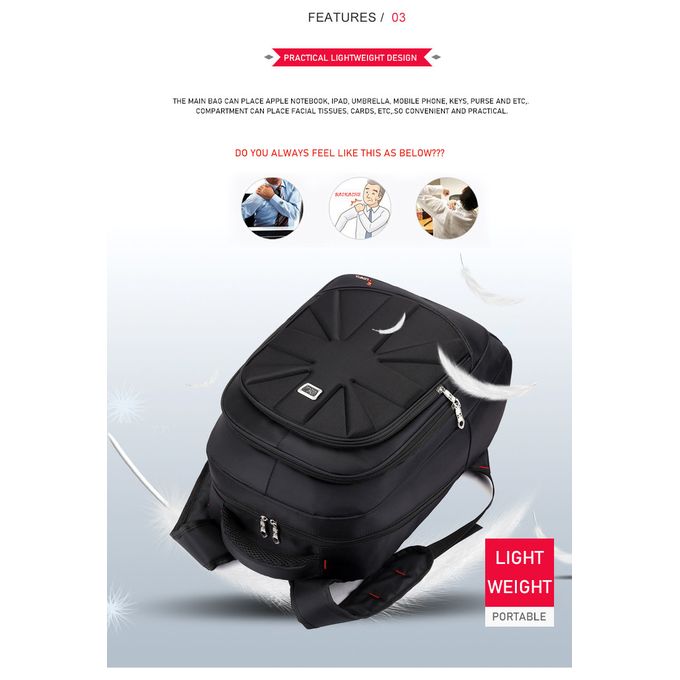 FEATURES / 03
PRACTICAL LIGHTWEIGHT DESIGN
THE MAIN BAG CAN PLACE APPLE NOTEBOOK, IPAD, UMBRELLA, MOBILE PHONE, KEYS, PURSE AND ETC,.
COMPARTMENT CAN PLACE FACIAL TISSUES, CARDS, ETC,.SO CONVENIENT AND PRACTICAL.
DO YOU ALWAYS FEEL LIKE THIS AS BELOW???
LIGHT
WEIGHT
PORTABLE